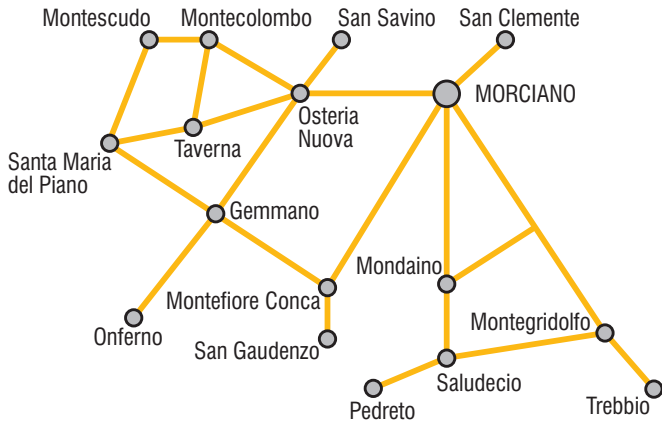 Montescudo
Montecolombo
San Savino
San Clemente
MORCIANO
Osteria
Nuova
Taverna
Santa Maria
del Piano
Gemmano
Mondaino
Montefiore Conca
Montegridolfo
Onferno
San Gaudenzo
Saludecio
Pedreto
Trebbio